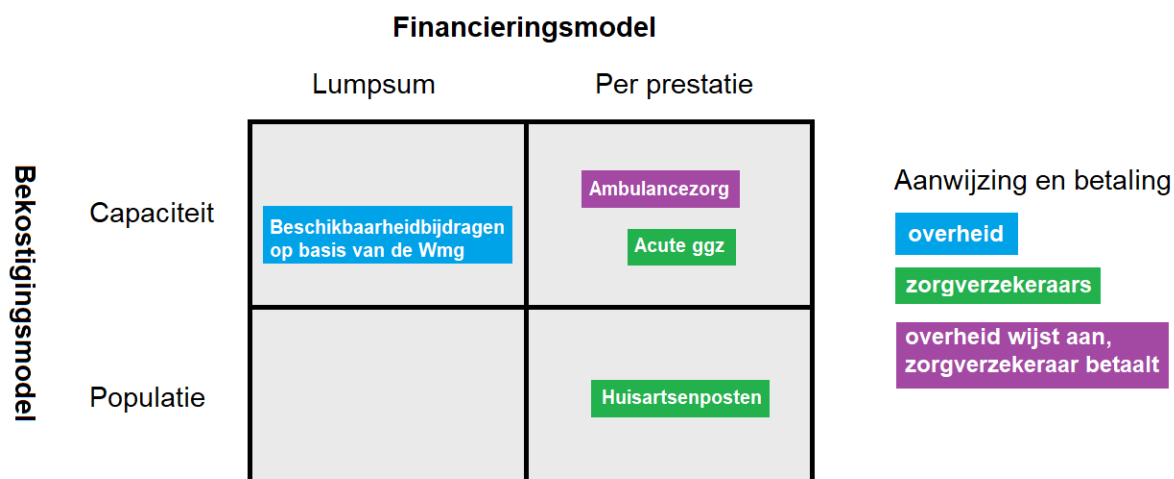 Financieringsmodel
Lumpsum
Per prestatie
Bekostigingsmodel
Capaciteit
Beschikbaarheidbijdragen
op basis van de Wmg
Ambulancezorg
Acute ggz
Populatie
Huisartsenposten
Aanwijzing en betaling
overheid
zorgverzekeraars
overheid wijst aan,
zorgverzekeraar betaalt